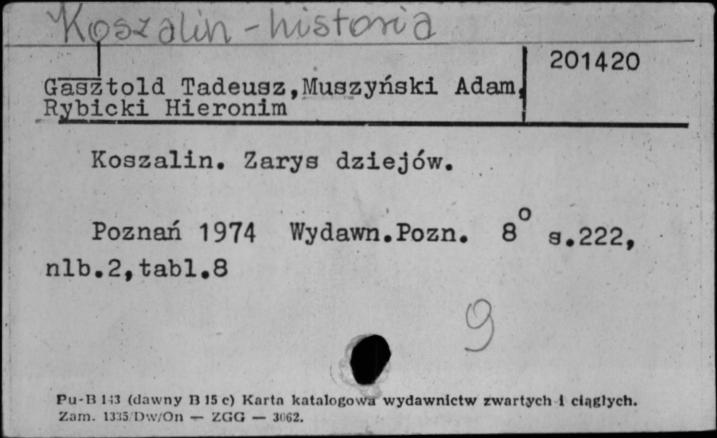 Koszalin - historia
201420
Gasztold Tadeusz, Muszyński Adam,
Rybicki Hieronim
Koszalin. Zarys dziejów.
Poznań 1974 Wydawn.Pozn. 8° s.222,
nlb.2,tabl.8
9
Pu-B 143 (dawny B 15 c) Karta katalogowa wydawnictw zwartych i ciągłych.
Zam. 1335/Dw/On — ZGG — 3062.